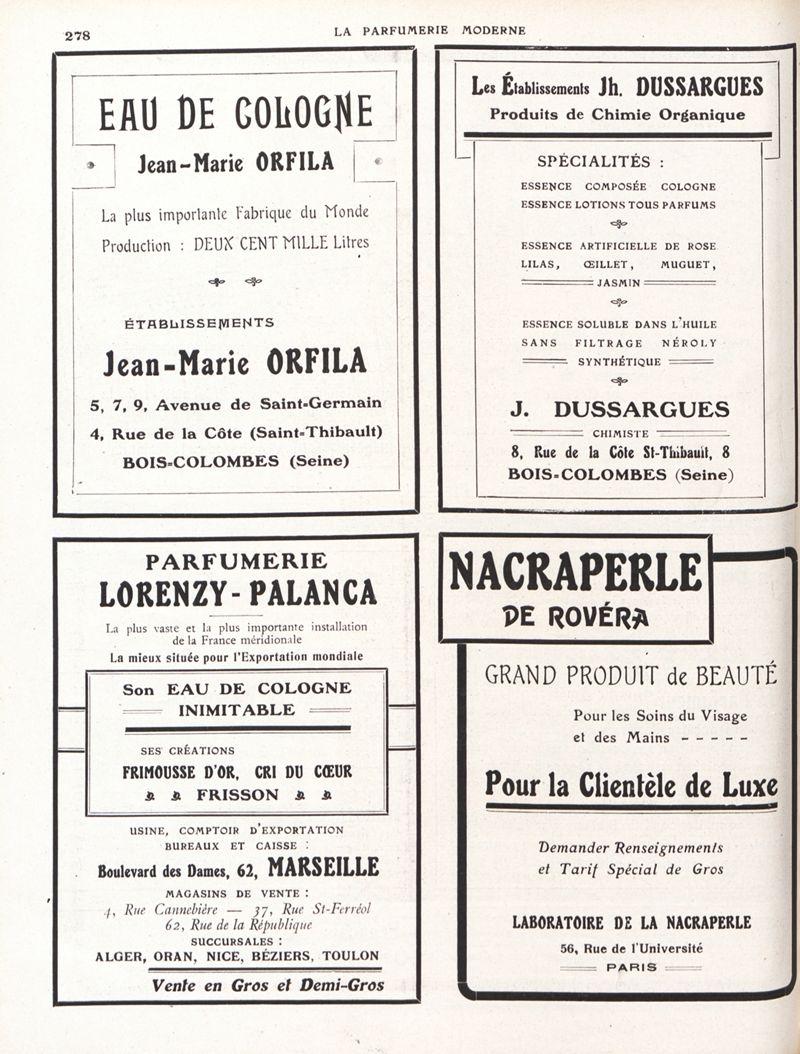 278
LA PARFUMERIE MODERNE
EAU DE COLOGNE
Jean-Marie ORFILA
La plus importante Fabrique du Monde
Production : DEUX CENT MILLE Litres
ÉTABLISSEMENTS
Jean-Marie ORFILA
5, 7, 9, Avenue de Saint-Germain
4, Rue de la Côte (Saint-Thibault)
BOIS-COLOMBES (Seine)
Les Établissements Jh. DUSSARGUES
Produits de Chimie Organique
SPÉCIALITÉS :
ESSENCE COMPOSÉE COLOGNE
ESSENCE LOTIONS TOUS PARFUMS
ESSENCE ARTIFICIELLE DE ROSE
LILAS, ŒILLET, MUGUET,
JASMIN
ESSENCE SOLUBLE DANS L'HUILE
SANS FILTRAGE NÉROLY
SYNTHÉTIQUE
J. DUSSARGUES
CHIMISTE
8, Rue de la Côte St-Thibault, 8
BOIS-COLOMBES (Seine)
PARFUMERIE
LORENZY-PALANCA
La plus vaste et la plus importante installation
de la France méridionale
La mieux située pour l'Exportation mondiale
Son EAU DE COLOGNE
INIMITABLE
SES CRÉATIONS
FRIMOUSSE D'OR, CRI DU CŒUR
FRISSON
USINE, COMPTOIR D'EXPORTATION
BUREAUX ET CAISSE :
Boulevard des Dames, 62, MARSEILLE
MAGASINS DE VENTE :
4, Rue Cannebière — 37, Rue St-Ferréol
62, Rue de la République
SUCCURSALES :
ALGER, ORAN, NICE, BÉZIERS, TOULON
Vente en Gros et Demi-Gros
NACRAPERLE
DE ROVÉRA
GRAND PRODUIT de BEAUTÉ
Pour les Soins du Visage
et des Mains - - - - -
Pour la Clientèle de Luxe
Demander Renseignements
et Tarif Spécial de Gros
LABORATOIRE DE LA NACRAPERLE
56, Rue de l'Université
PARIS